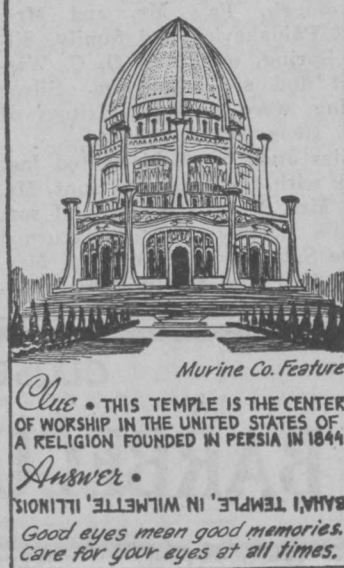 Murine Co. Feature
Clue • THIS TEMPLE IS THE CENTER
OF WORSHIP IN THE UNITED STATES OF
A RELIGION FOUNDED IN PERSIA IN 1844
Answer •
BAHA'I TEMPLE, IN WILMETTE, ILLINOIS
Good eyes mean good memories.
Care for your eyes at all times.